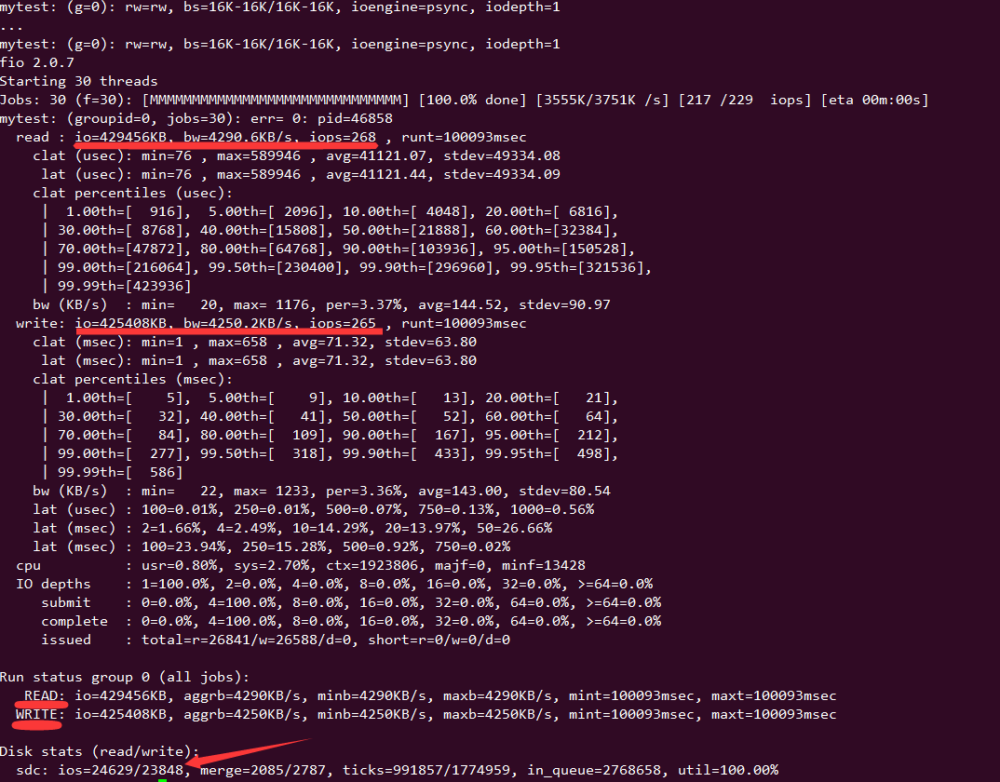 mytest: (g=0): rw=rw, bs=16K-16K/16K-16K, ioengine=psync, iodepth=1
...
mytest: (g=0): rw=rw, bs=16K-16K/16K-16K, ioengine=psync, iodepth=1
fio 2.0.7
Starting 30 threads
Jobs: 30 (f=30): [MMMMMMMMMMMMMMMMMMMMMMMMMMMMMM] [100.0% done] [3555K/3751K /s] [217 /229  iops] [eta 00m:00s]
mytest: (groupid=0, jobs=30): err= 0: pid=46858
  read : io=429456KB, bw=4290.6KB/s, iops=268 , runt=100093msec
    clat (usec): min=76 , max=589946 , avg=41121.07, stdev=49334.08
     lat (usec): min=76 , max=589946 , avg=41121.44, stdev=49334.09
    clat percentiles (usec):
     |  1.00th=[  916],  5.00th=[ 2096], 10.00th=[ 4048], 20.00th=[ 6816],
     | 30.00th=[ 8768], 40.00th=[15808], 50.00th=[21888], 60.00th=[32384],
     | 70.00th=[47872], 80.00th=[64768], 90.00th=[103936], 95.00th=[150528],
     | 99.00th=[216064], 99.50th=[230400], 99.90th=[296960], 99.95th=[321536],
     | 99.99th=[423936]
    bw (KB/s)  : min=   20, max= 1176, per=3.37%, avg=144.52, stdev=90.97
  write: io=425408KB, bw=4250.2KB/s, iops=265 , runt=100093msec
    clat (msec): min=1 , max=658 , avg=71.32, stdev=63.80
     lat (msec): min=1 , max=658 , avg=71.32, stdev=63.80
    clat percentiles (msec):
     |  1.00th=[    5],  5.00th=[    9], 10.00th=[   13], 20.00th=[   21],
     | 30.00th=[   32], 40.00th=[   41], 50.00th=[   52], 60.00th=[   64],
     | 70.00th=[   84], 80.00th=[  109], 90.00th=[  167], 95.00th=[  212],
     | 99.00th=[  277], 99.50th=[  318], 99.90th=[  433], 99.95th=[  498],
     | 99.99th=[  586]
    bw (KB/s)  : min=   22, max= 1233, per=3.36%, avg=143.00, stdev=80.54
    lat (usec) : 100=0.01%, 250=0.01%, 500=0.07%, 750=0.13%, 1000=0.56%
    lat (msec) : 2=1.66%, 4=2.49%, 10=14.29%, 20=13.97%, 50=26.66%
    lat (msec) : 100=23.94%, 250=15.28%, 500=0.92%, 750=0.02%
  cpu          : usr=0.80%, sys=2.70%, ctx=1923806, majf=0, minf=13428
  IO depths    : 1=100.0%, 2=0.0%, 4=0.0%, 8=0.0%, 16=0.0%, 32=0.0%, >=64=0.0%
     submit    : 0=0.0%, 4=100.0%, 8=0.0%, 16=0.0%, 32=0.0%, 64=0.0%, >=64=0.0%
     complete  : 0=0.0%, 4=100.0%, 8=0.0%, 16=0.0%, 32=0.0%, 64=0.0%, >=64=0.0%
     issued    : total=r=26841/w=26588/d=0, short=r=0/w=0/d=0
Run status group 0 (all jobs):
   READ: io=429456KB, aggrb=4290KB/s, minb=4290KB/s, maxb=4290KB/s, mint=100093msec, maxt=100093msec
  WRITE: io=425408KB, aggrb=4250KB/s, minb=4250KB/s, maxb=4250KB/s, mint=100093msec, maxt=100093msec
Disk stats (read/write):
  sdc: ios=24629/23848, merge=2085/2787, ticks=991857/1774959, in_queue=2768658, util=100.00%